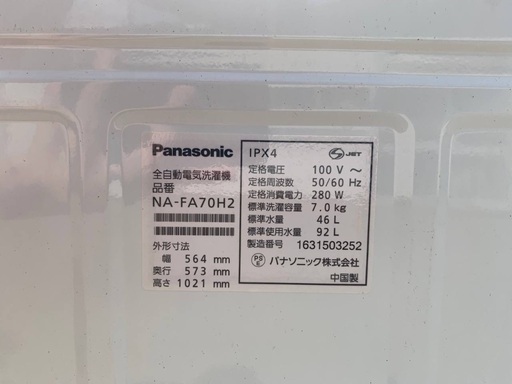 Panasonic
全自動電気洗濯機
品番
NA-FA70H2
外形寸法
幅 564 mm
奥行 573 mm
高さ 1021 mm
IPX4
JET
定格電圧 100 V ～
定格周波数 50/60 Hz
定格消費電力 280 W
標準洗濯容量 7.0 kg
標準水量 46 L
標準使用水量 92 L
製造番号 1631503252
PS E パナソニック株式会社
中国製